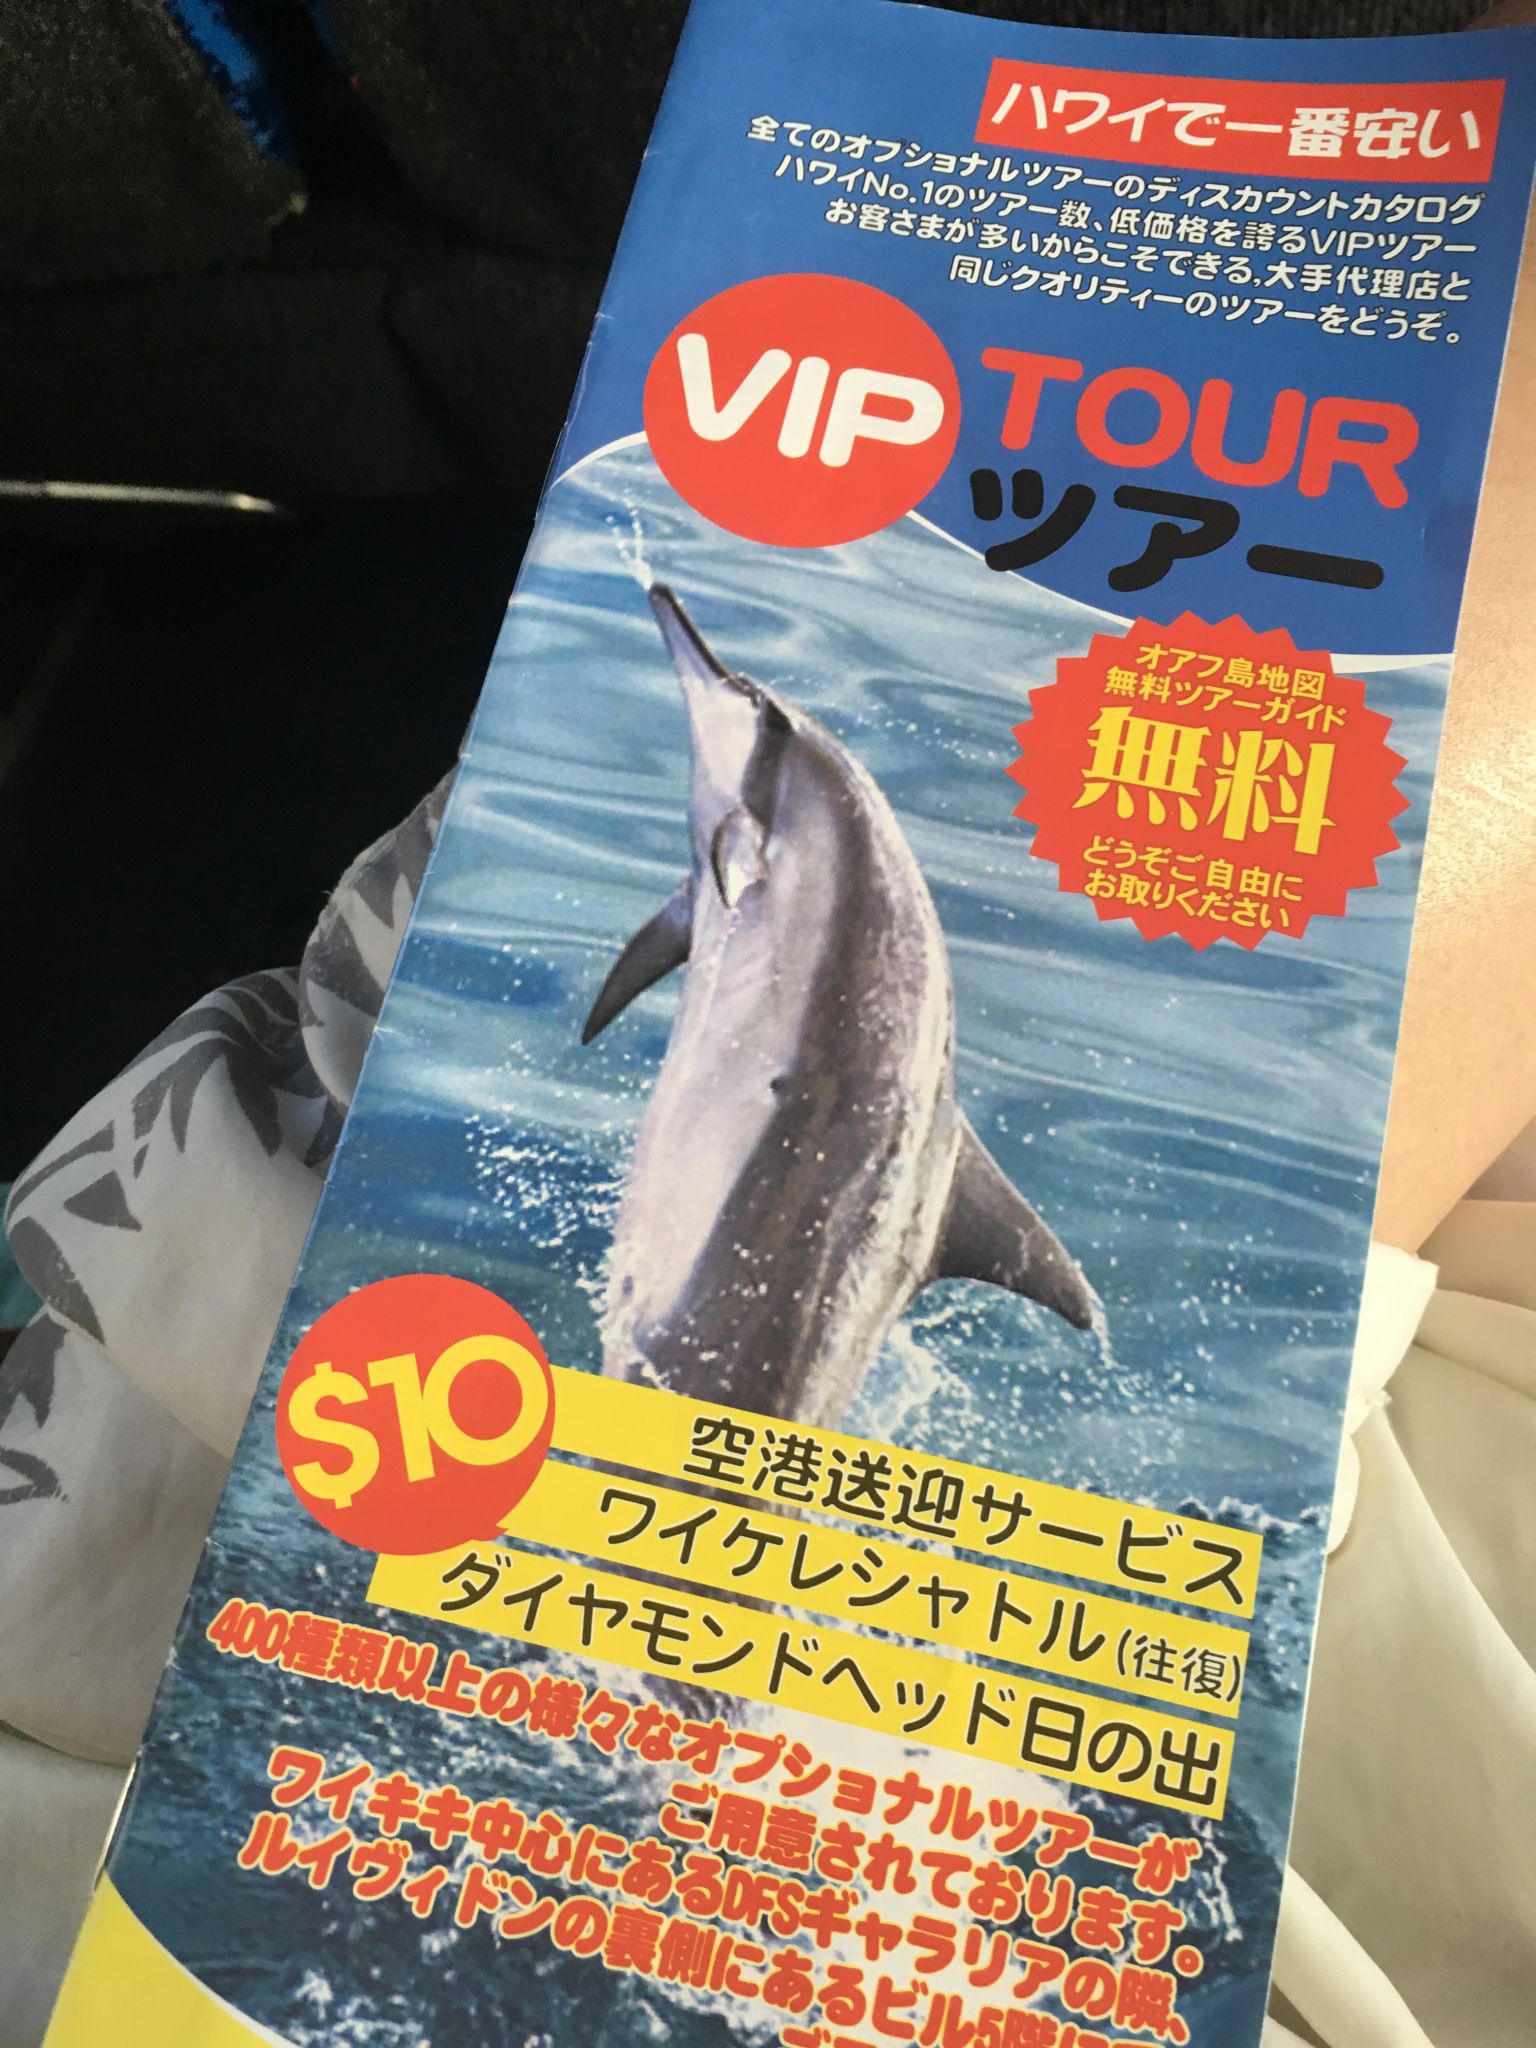 ハワイで一番安い
全てのオプショナルツアーのディスカウントカタログ
ハワイNo.1のツアー数、低価格を誇るVIPツアー
お客さまが多いからこそできる,大手代理店と
同じクオリティーのツアーをどうぞ。
VIP TOUR
ツアー
オアフ島地図
無料ツアーガイド
無料
どうぞご自由に
お取りください
$10
空港送迎サービス
ワイケレシャトル(往復)
ダイヤモンドヘッド日の出
400種類以上の様々なオプショナルツアーが
ご用意されております。
ワイキキ中心にあるDFSギャラリアの隣、
ルイヴィドンの裏側にあるビル5階に